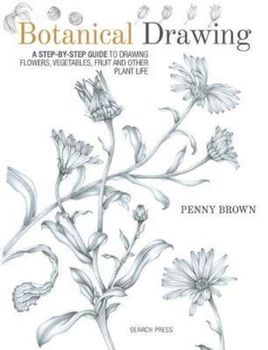 Botanical Drawing
A STEP-BY-STEP GUIDE TO DRAWING
FLOWERS, VEGETABLES, FRUIT AND OTHER
PLANT LIFE
PENNY BROWN
SEARCH PRESS